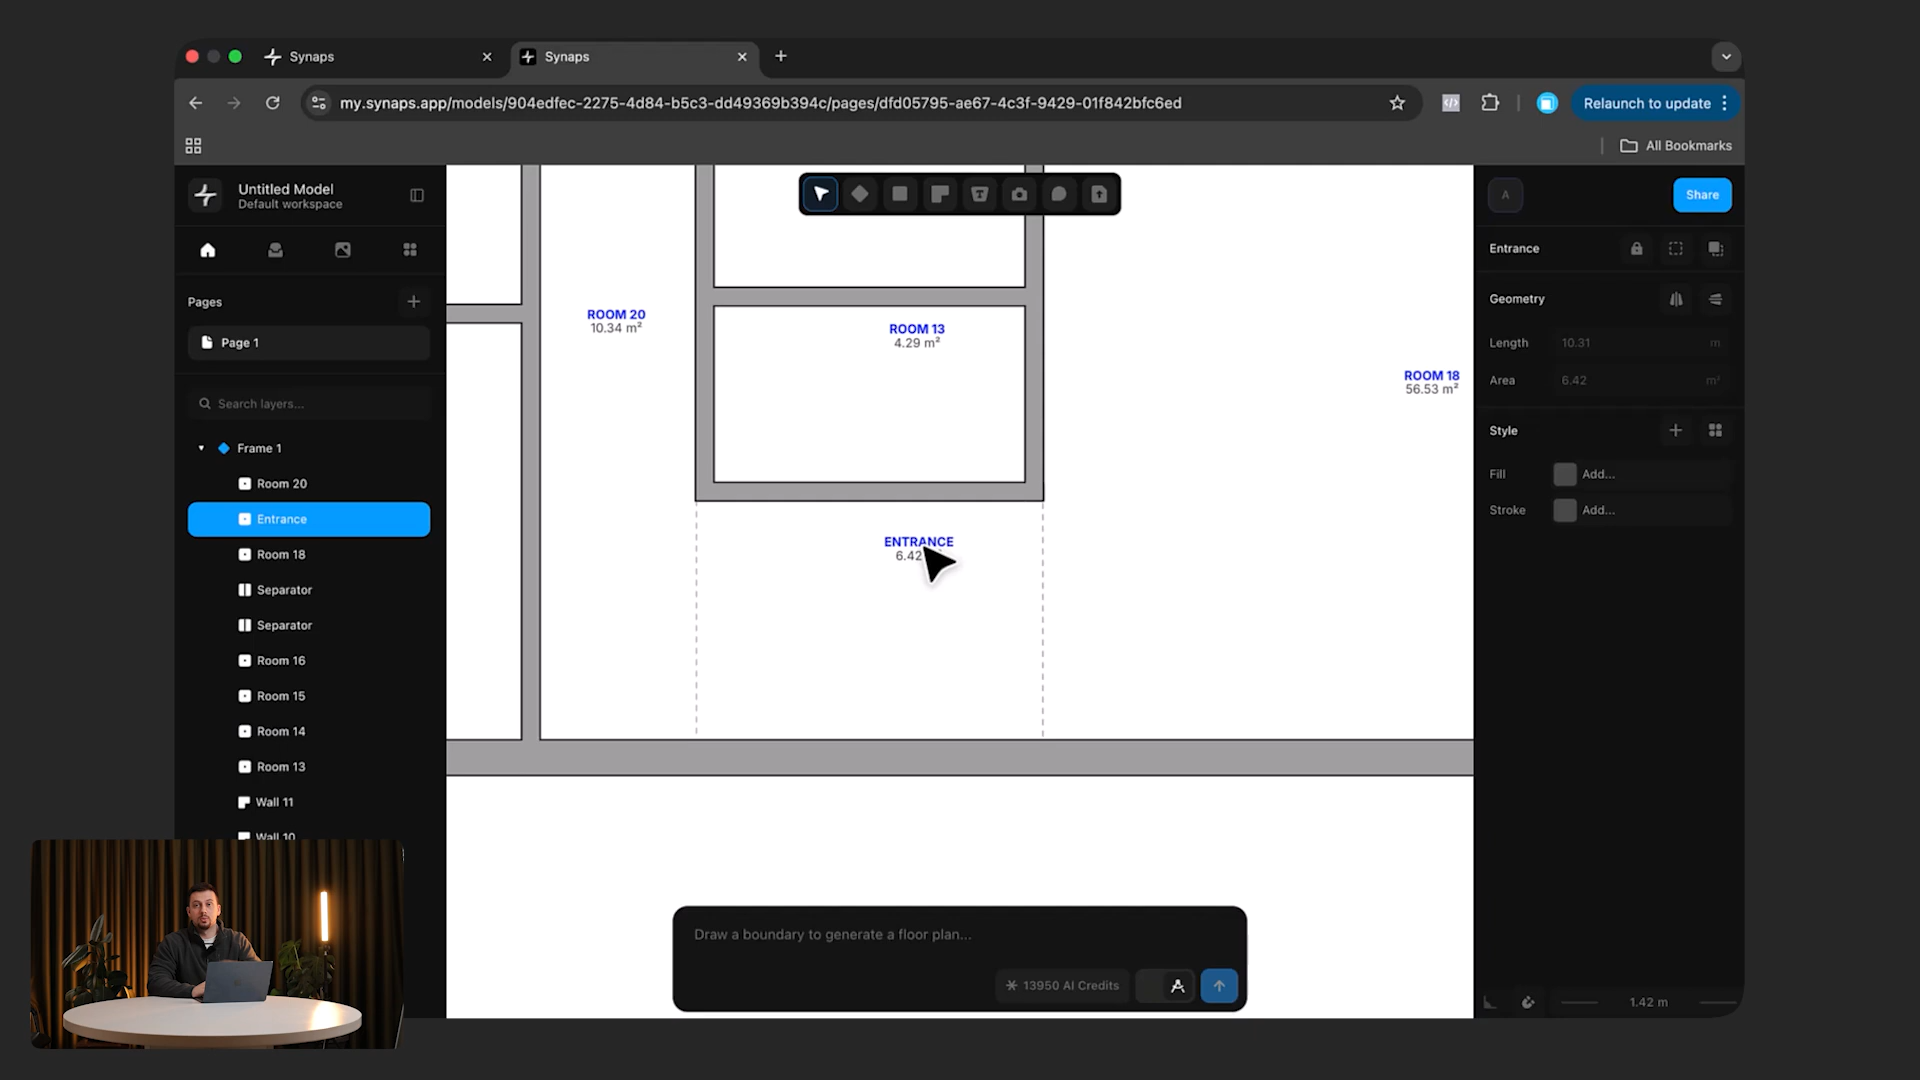 Synaps
Synaps
my.synaps.app/models/904edfec-2275-4d84-b5c3-dd49369b394c/pages/dfd05795-ae67-4c3f-9429-01f842bfc6ed
Relaunch to update
All Bookmarks
Untitled Model
Default workspace
Pages
Page 1
Search layers...
Frame 1
Room 20
Entrance
Room 18
Separator
Separator
Room 16
Room 15
Room 14
Room 13
Wall 11
Wall 10
ROOM 20
10.34 m²
ROOM 13
4.29 m²
ROOM 18
56.53 m²
ENTRANCE
6.42
Draw a boundary to generate a floor plan...
13950 AI Credits
A
Share
Entrance
Geometry
Length 10.31 m
Area 6.42 m²
Style
Fill Add...
Stroke Add...
1.42 m